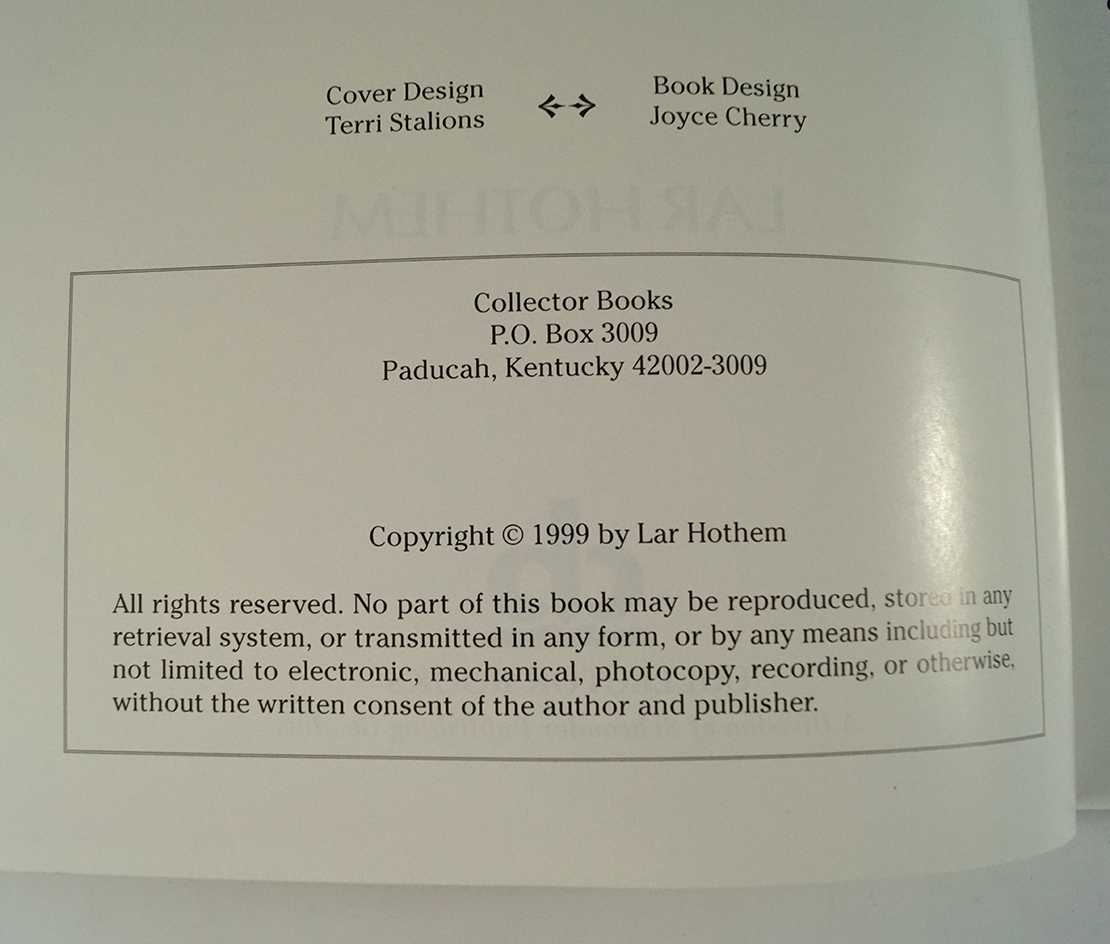 Cover Design
Terri Stalions
Book Design
Joyce Cherry
LAR HOTHEM
Collector Books
P.O. Box 3009
Paducah, Kentucky 42002-3009
Copyright © 1999 by Lar Hothem
All rights reserved. No part of this book may be reproduced, stored in any
retrieval system, or transmitted in any form, or by any means including but
not limited to electronic, mechanical, photocopy, recording, or otherwise,
without the written consent of the author and publisher.